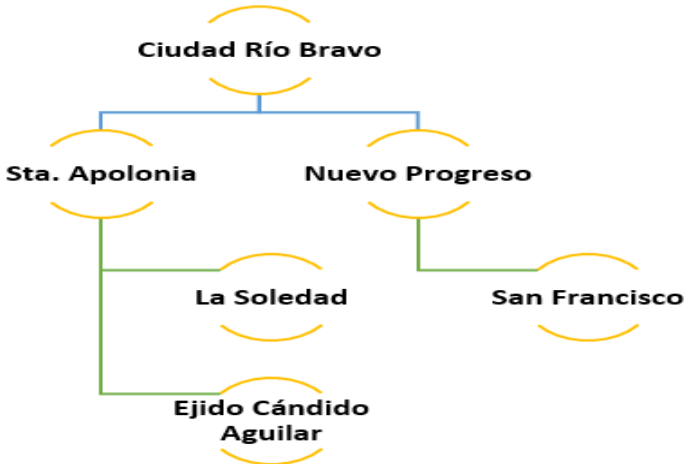 Ciudad Río Bravo
Sta. Apolonia
Nuevo Progreso
La Soledad
San Francisco
Ejido Cándido
Aguilar